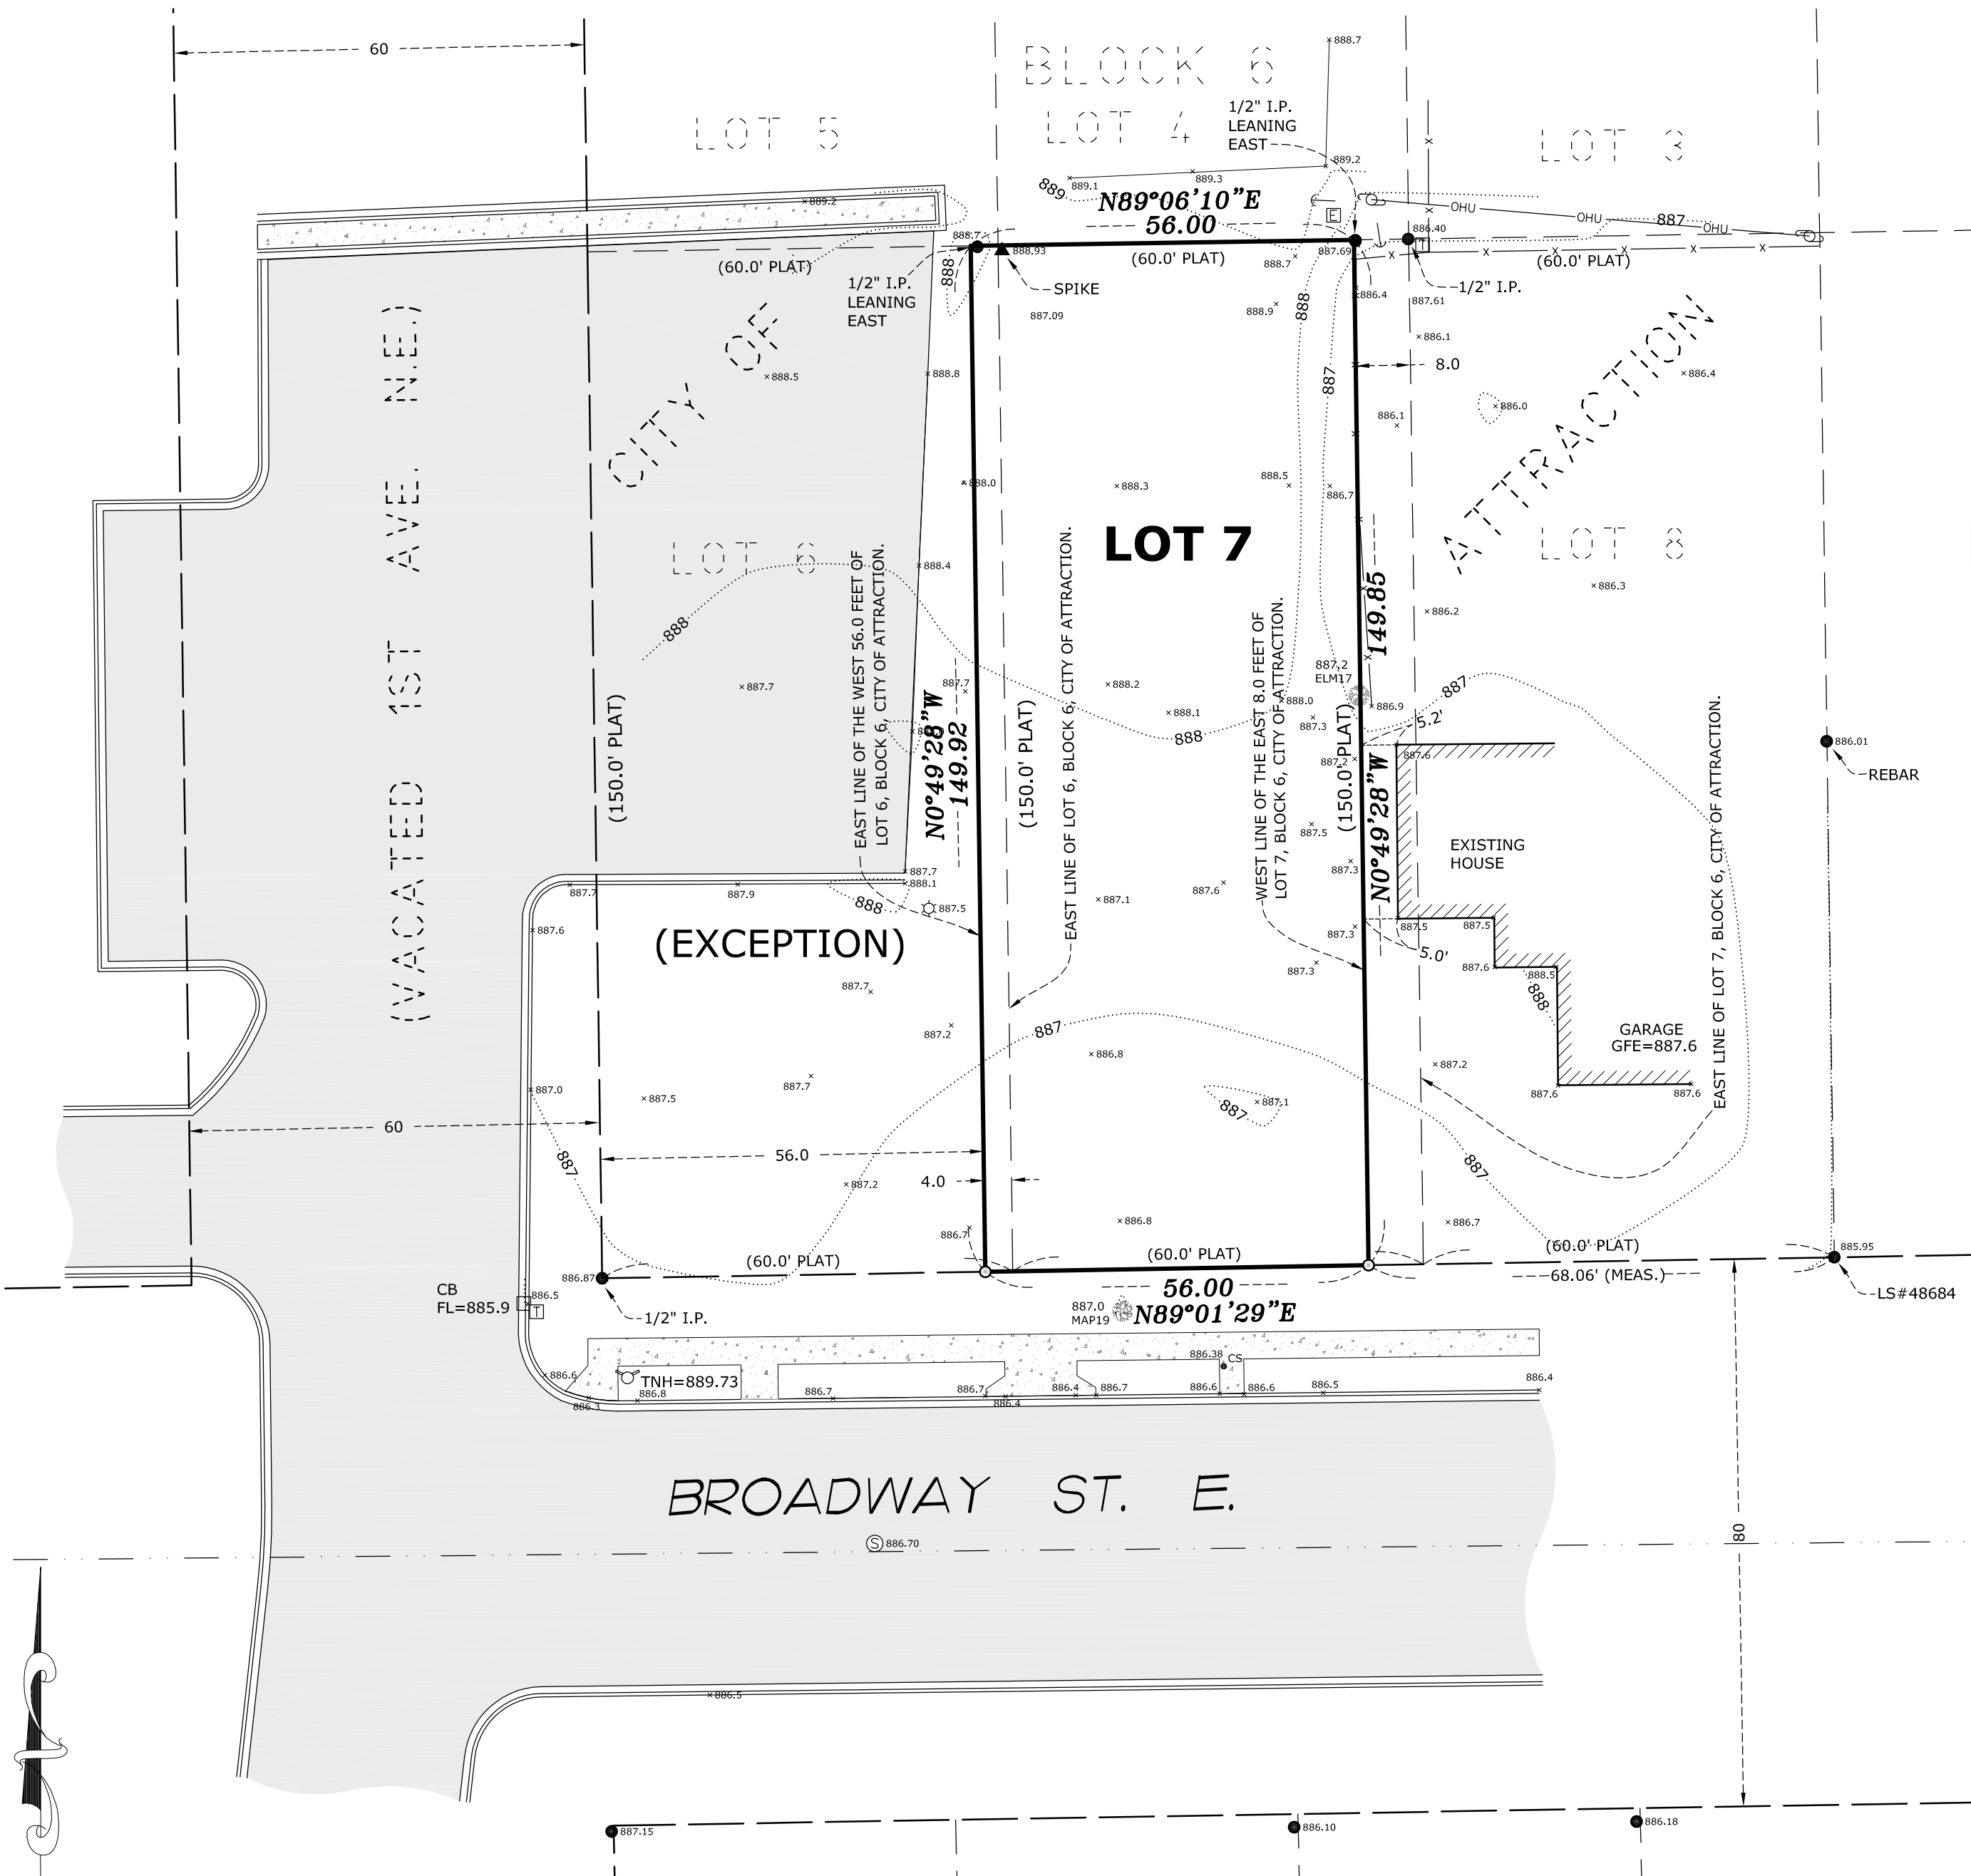 60
BLOCK 6
888.7
LOT 5
LOT 4
1/2" I.P.
LEANING
EAST
LOT 3
889.2
889
889.1
889.3
889.2
N89°06'10"E
56.00
E
OHU
OHU
887
OHU
888.7
888.93
(60.0' PLAT)
(60.0' PLAT)
888.7
887.69
886.40
T
(60.0' PLAT)
888
1/2" I.P.
LEANING
EAST
SPIKE
887.09
888.9
888
886.4
887.61
1/2" I.P.
CITY OF
ATTRACTION
888.5
888.8
887
886.1
8.0
886.4
886.0
886.1
(VACATED 1ST AVE. N.E.)
888.0
888.3
888.5
886.7
LOT 7
LOT 6
LOT 8
888.4
886.3
886.2
149.85
EAST LINE OF THE WEST 56.0 FEET OF
LOT 6, BLOCK 6, CITY OF ATTRACTION.
EAST LINE OF LOT 6, BLOCK 6, CITY OF ATTRACTION.
WEST LINE OF THE EAST 8.0 FEET OF
LOT 7, BLOCK 6, CITY OF ATTRACTION.
EAST LINE OF LOT 7, BLOCK 6, CITY OF ATTRACTION.
888
887.7
887.7
888.2
888.1
888.0
887.2
ELM17
886.9
887
887.3
5.2'
(150.0' PLAT)
N0°49'28"W
149.92
(150.0' PLAT)
888
(150.0' PLAT)
N0°49'28"W
887.2
887.6
886.01
REBAR
887.5
EXISTING
HOUSE
887.7
888.1
887.7
887.9
888
887.5
887.1
887.6
887.3
887.6
(EXCEPTION)
887.3
887.5
887.5
5.0'
887.3
887.6
888.5
888
887.7
887.2
887
886.8
GARAGE
GFE=887.6
887.2
887.0
887.5
887.7
887
887.1
887.6
887.6
60
56.0
887
887.2
4.0
887
886.7
886.8
886.7
(60.0' PLAT)
(60.0' PLAT)
(60.0' PLAT)
886.87
68.06' (MEAS.)
885.95
LS#48684
CB
FL=885.9
886.5
T
1/2" I.P.
56.00
887.0
MAP19
N89°01'29"E
886.38
CS
886.6
TNH=889.73
886.3
886.8
886.7
886.7
886.4
886.4
886.7
886.6
886.6
886.5
886.4
BROADWAY ST. E.
80
S
886.70
886.5
887.15
886.10
886.18